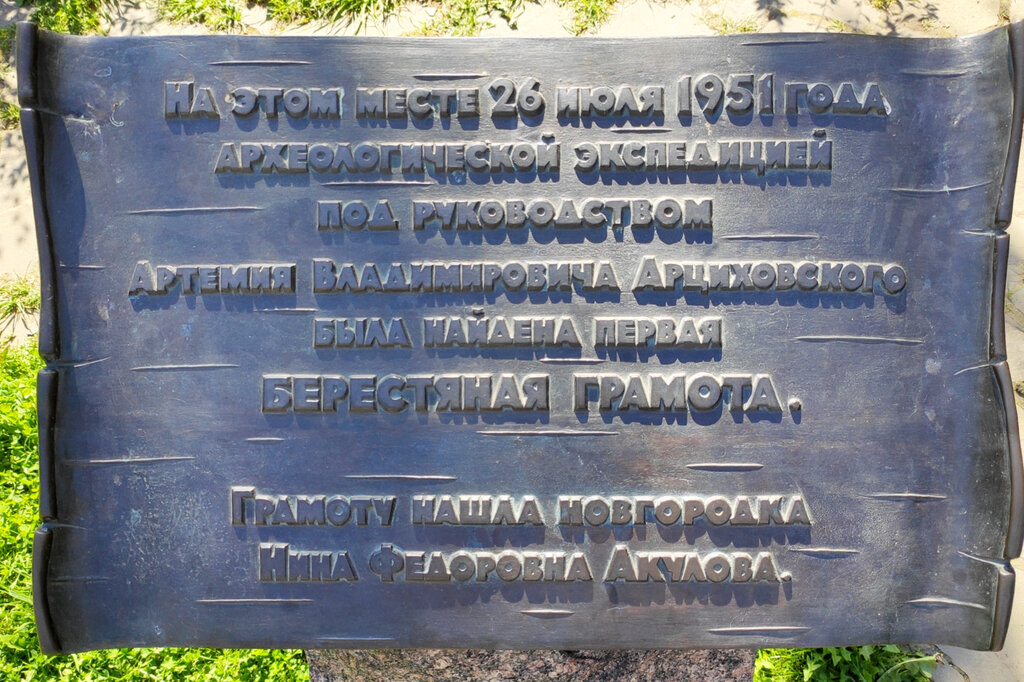 На этом месте 26 июля 1951 года
археологической экспедицией
под руководством
Артемия Владимировича Арциховского
была найдена первая
БЕРЕСТЯНАЯ ГРАМОТА.
Грамоту нашла новгородка
Нина Федоровна Акулова.